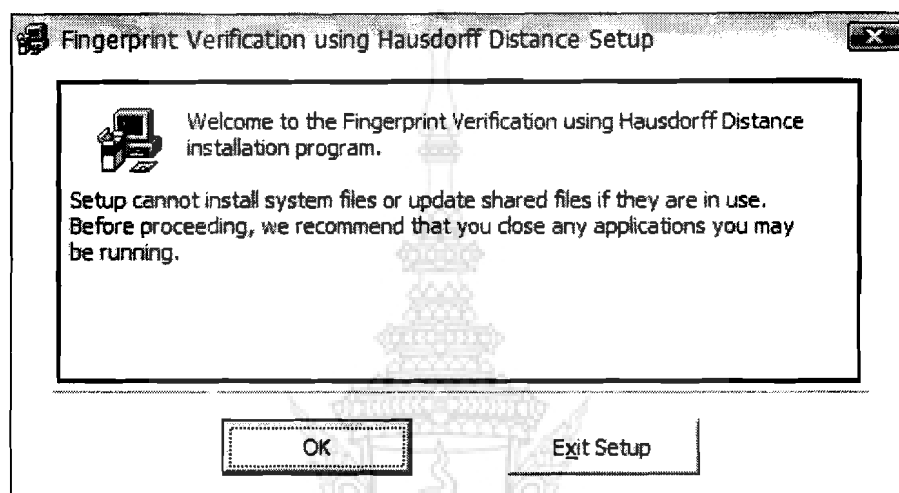 Fingerprint Verification using Hausdorff Distance Setup
Welcome to the Fingerprint Verification using Hausdorff Distance
installation program.
Setup cannot install system files or update shared files if they are in use.
Before proceeding, we recommend that you close any applications you may
be running.
OK
Exit Setup